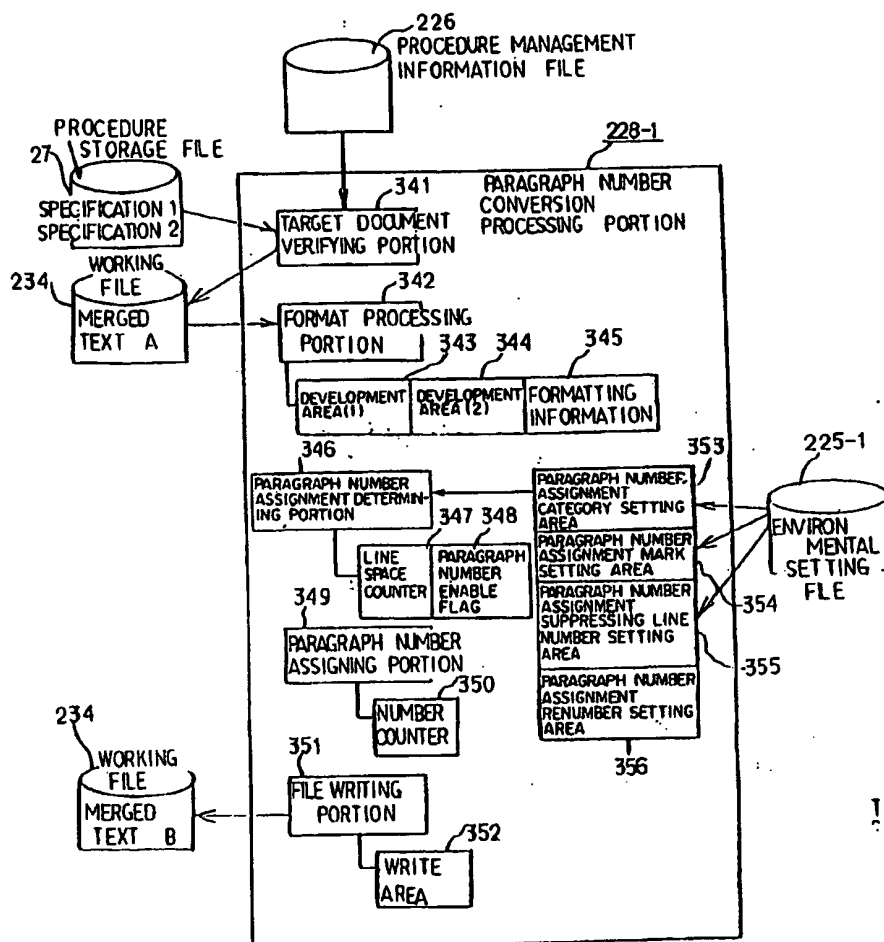 226
PROCEDURE MANAGEMENT
INFORMATION FILE
PROCEDURE
STORAGE FILE
27
SPECIFICATION 1
SPECIFICATION 2
228-1
PARAGRAPH NUMBER
CONVERSION
PROCESSING PORTION
341
TARGET DOCUMENT
VERIFYING PORTION
WORKING
FILE
234
MERGED
TEXT A
342
FORMAT PROCESSING
PORTION
343
344
345
DEVELOPMENT
AREA(1)
DEVELOPMENT
AREA(2)
FORMATTING
INFORMATION
346
PARAGRAPH NUMBER
ASSIGNMENT DETERMIN-
ING PORTION
347
348
LINE
SPACE
COUNTER
PARAGRAPH
NUMBER
ENABLE
FLAG
353
PARAGRAPH NUMBER
ASSIGNMENT
CATEGORY SETTING
AREA
PARAGRAPH NUMBER
ASSIGNMENT MARK
SETTING AREA
354
PARAGRAPH NUMBER
ASSIGNMENT
SUPPRESSING LINE
NUMBER SETTING
AREA
355
PARAGRAPH NUMBER
ASSIGNMENT
RENUMBER SETTING
AREA
356
225-1
ENVIRON
MENTAL
SETTING
FLE
349
PARAGRAPH NUMBER
ASSIGNING PORTION
350
NUMBER
COUNTER
234
WORKING
FILE
MERGED
TEXT B
351
FILE WRITING
PORTION
352
WRITE
AREA